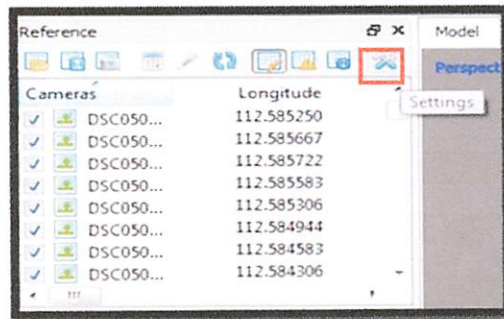 Reference
Model
Perspect
Settings
Cameras Longitude
DSC050... 112.585250
DSC050... 112.585667
DSC050... 112.585722
DSC050... 112.585583
DSC050... 112.585306
DSC050... 112.584944
DSC050... 112.584583
DSC050... 112.584306